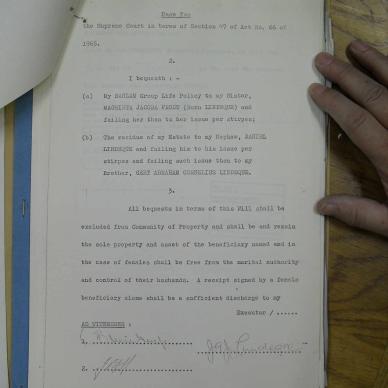 Page Two
the Supreme Court in terms of Section 47 of Act No. 66 of
1965.
2.
I bequeath :-
(a) My SANLAM Group Life Policy to my Sister,
JACOBA (born LINDEQUE) and
failing her then to her issue per stirpes;
(b) The residue of my Estate to my Nephew, DANIEL
LINDEQUE and failing him to his issue per
stirpes and failing such issue then to my
Brother, GERT ABRAHAM CORNELIUS LINDEQUE.
3.
All bequests in terms of this Will shall be
excluded from Community of Property and shall be and remain
the sole property and asset of the beneficiary named and in
the case of females shall be free from the marital authority
and control of their husbands. A receipt signed by a female
beneficiary alone shall be a sufficient discharge to my
Executor /......
AS WITNESSES :
1.
2.